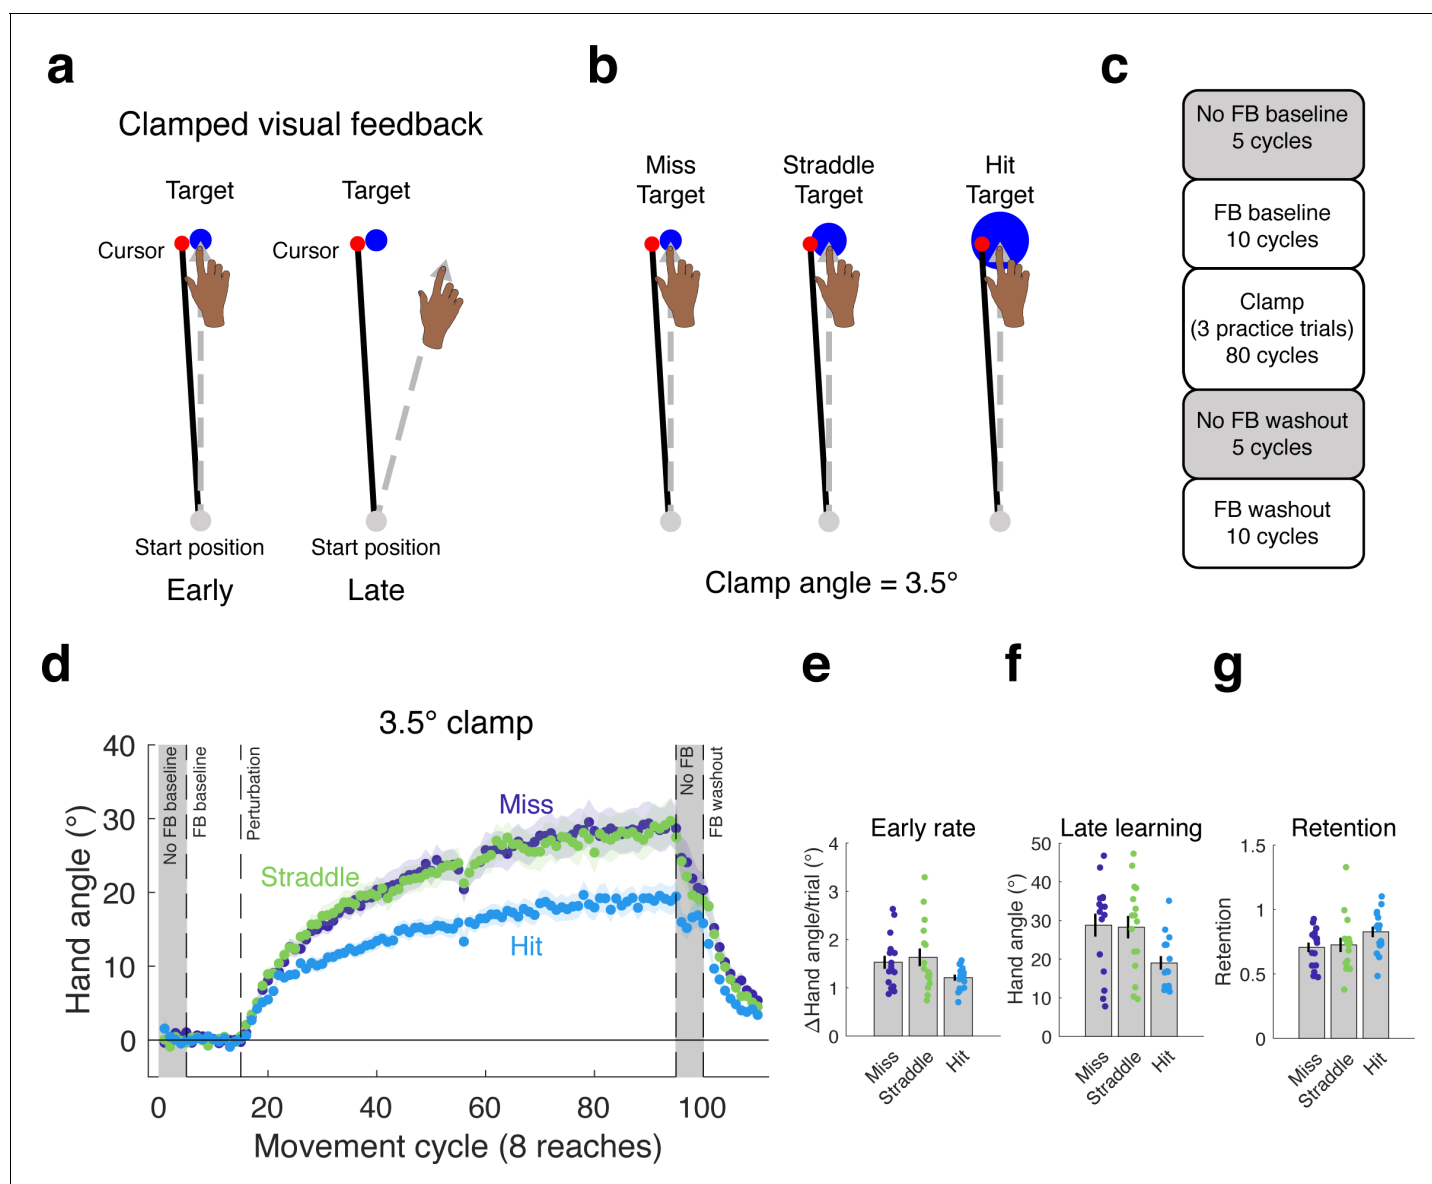 a
Clamped visual feedback
Target
Target
Cursor
Cursor
Start position
Start position
Early
Late
b
Miss
Target
Straddle
Target
Hit
Target
Clamp angle = 3.5°
c
No FB baseline
5 cycles
FB baseline
10 cycles
Clamp
(3 practice trials)
80 cycles
No FB washout
5 cycles
FB washout
10 cycles
d
3.5° clamp
Hand angle (°)
40
30
20
10
0
No FB baseline
FB baseline
Perturbation
No FB
FB washout
Miss
Straddle
Hit
0 20 40 60 80 100
Movement cycle (8 reaches)
e
Early rate
ΔHand angle/trial (°)
4
3
2
1
0
Miss
Straddle
Hit
f
Late learning
Hand angle (°)
50
40
30
20
10
0
Miss
Straddle
Hit
g
Retention
Retention
1.5
1
0.5
0
Miss
Straddle
Hit